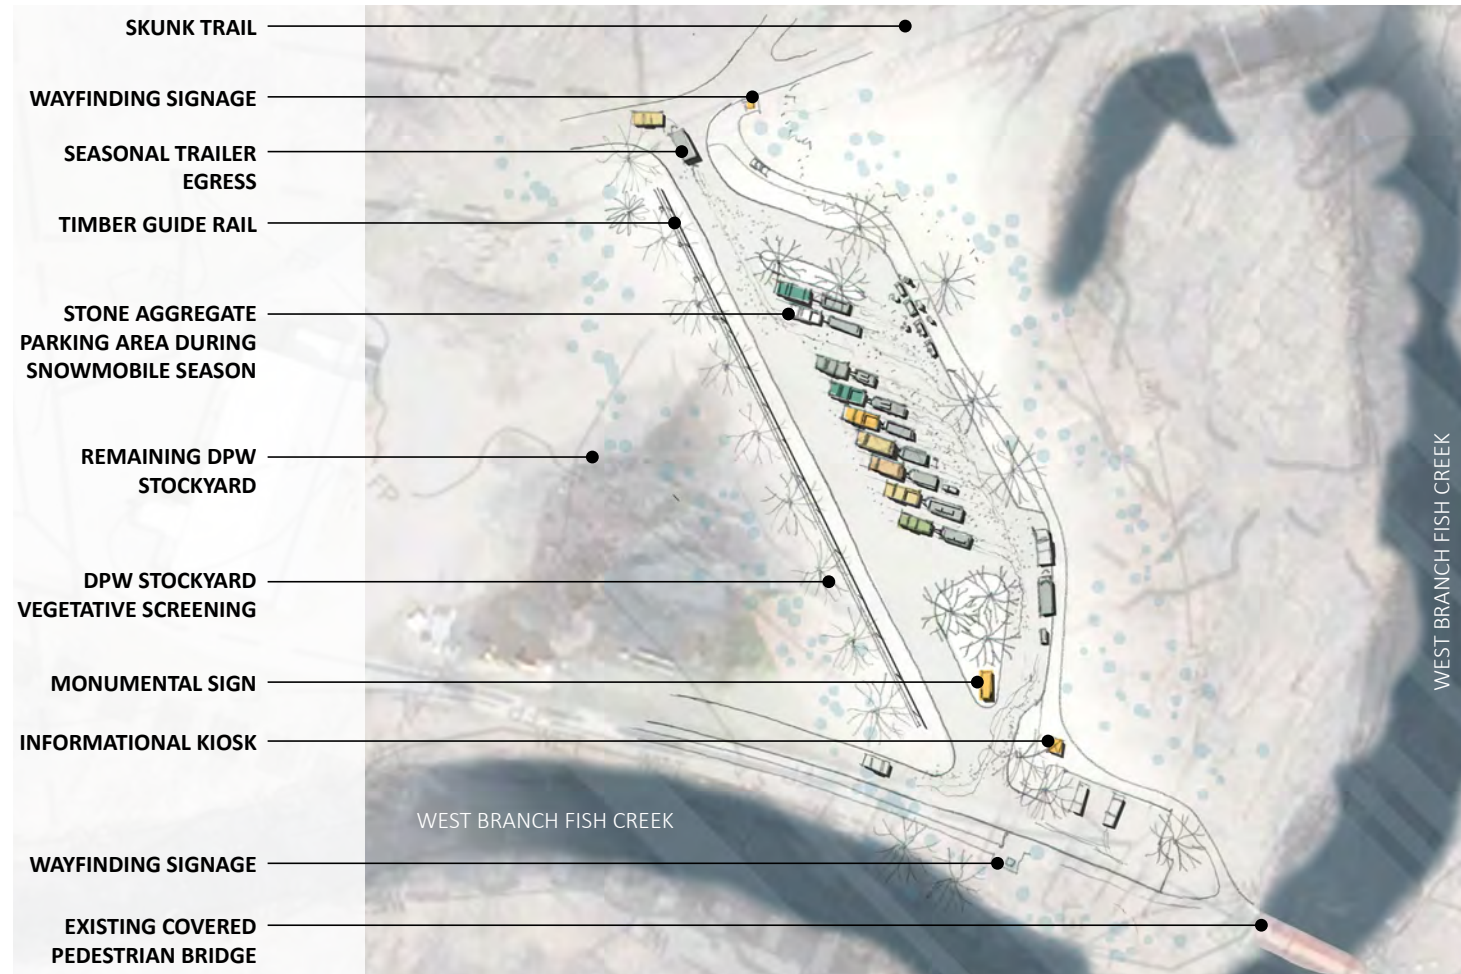 SKUNK TRAIL
WAYFINDING SIGNAGE
SEASONAL TRAILER
EGRESS
TIMBER GUIDE RAIL
STONE AGGREGATE
PARKING AREA DURING
SNOWMOBILE SEASON
REMAINING DPW
STOCKYARD
DPW STOCKYARD
VEGETATIVE SCREENING
MONUMENTAL SIGN
INFORMATIONAL KIOSK
WAYFINDING SIGNAGE
EXISTING COVERED
PEDESTRIAN BRIDGE
WEST BRANCH FISH CREEK
WEST BRANCH FISH CREEK